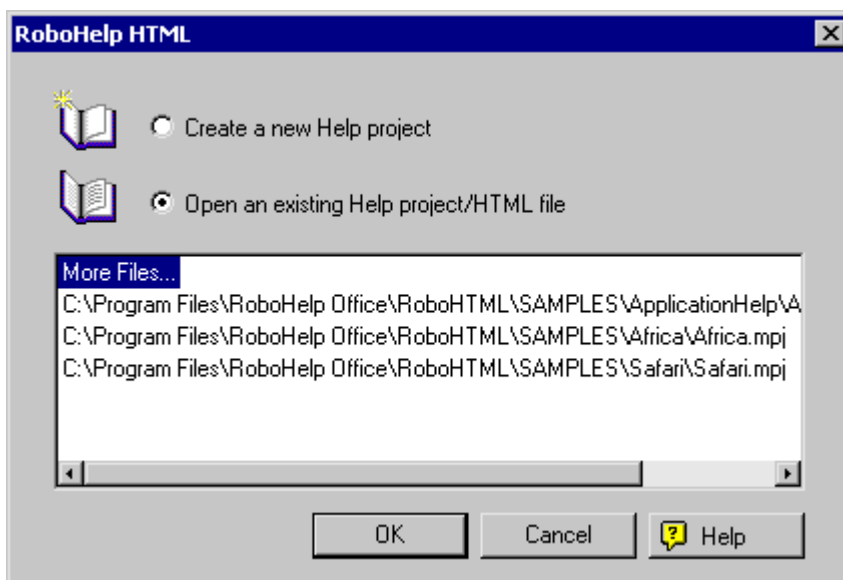 RoboHelp HTML
Create a new Help project
Open an existing Help project/HTML file
More Files...
C:\Program Files\RoboHelp Office\RoboHTML\SAMPLES\ApplicationHelp\A
C:\Program Files\RoboHelp Office\RoboHTML\SAMPLES\Africa\Africa.mpj
C:\Program Files\RoboHelp Office\RoboHTML\SAMPLES\Safari\Safari.mpj
OK Cancel ? Help